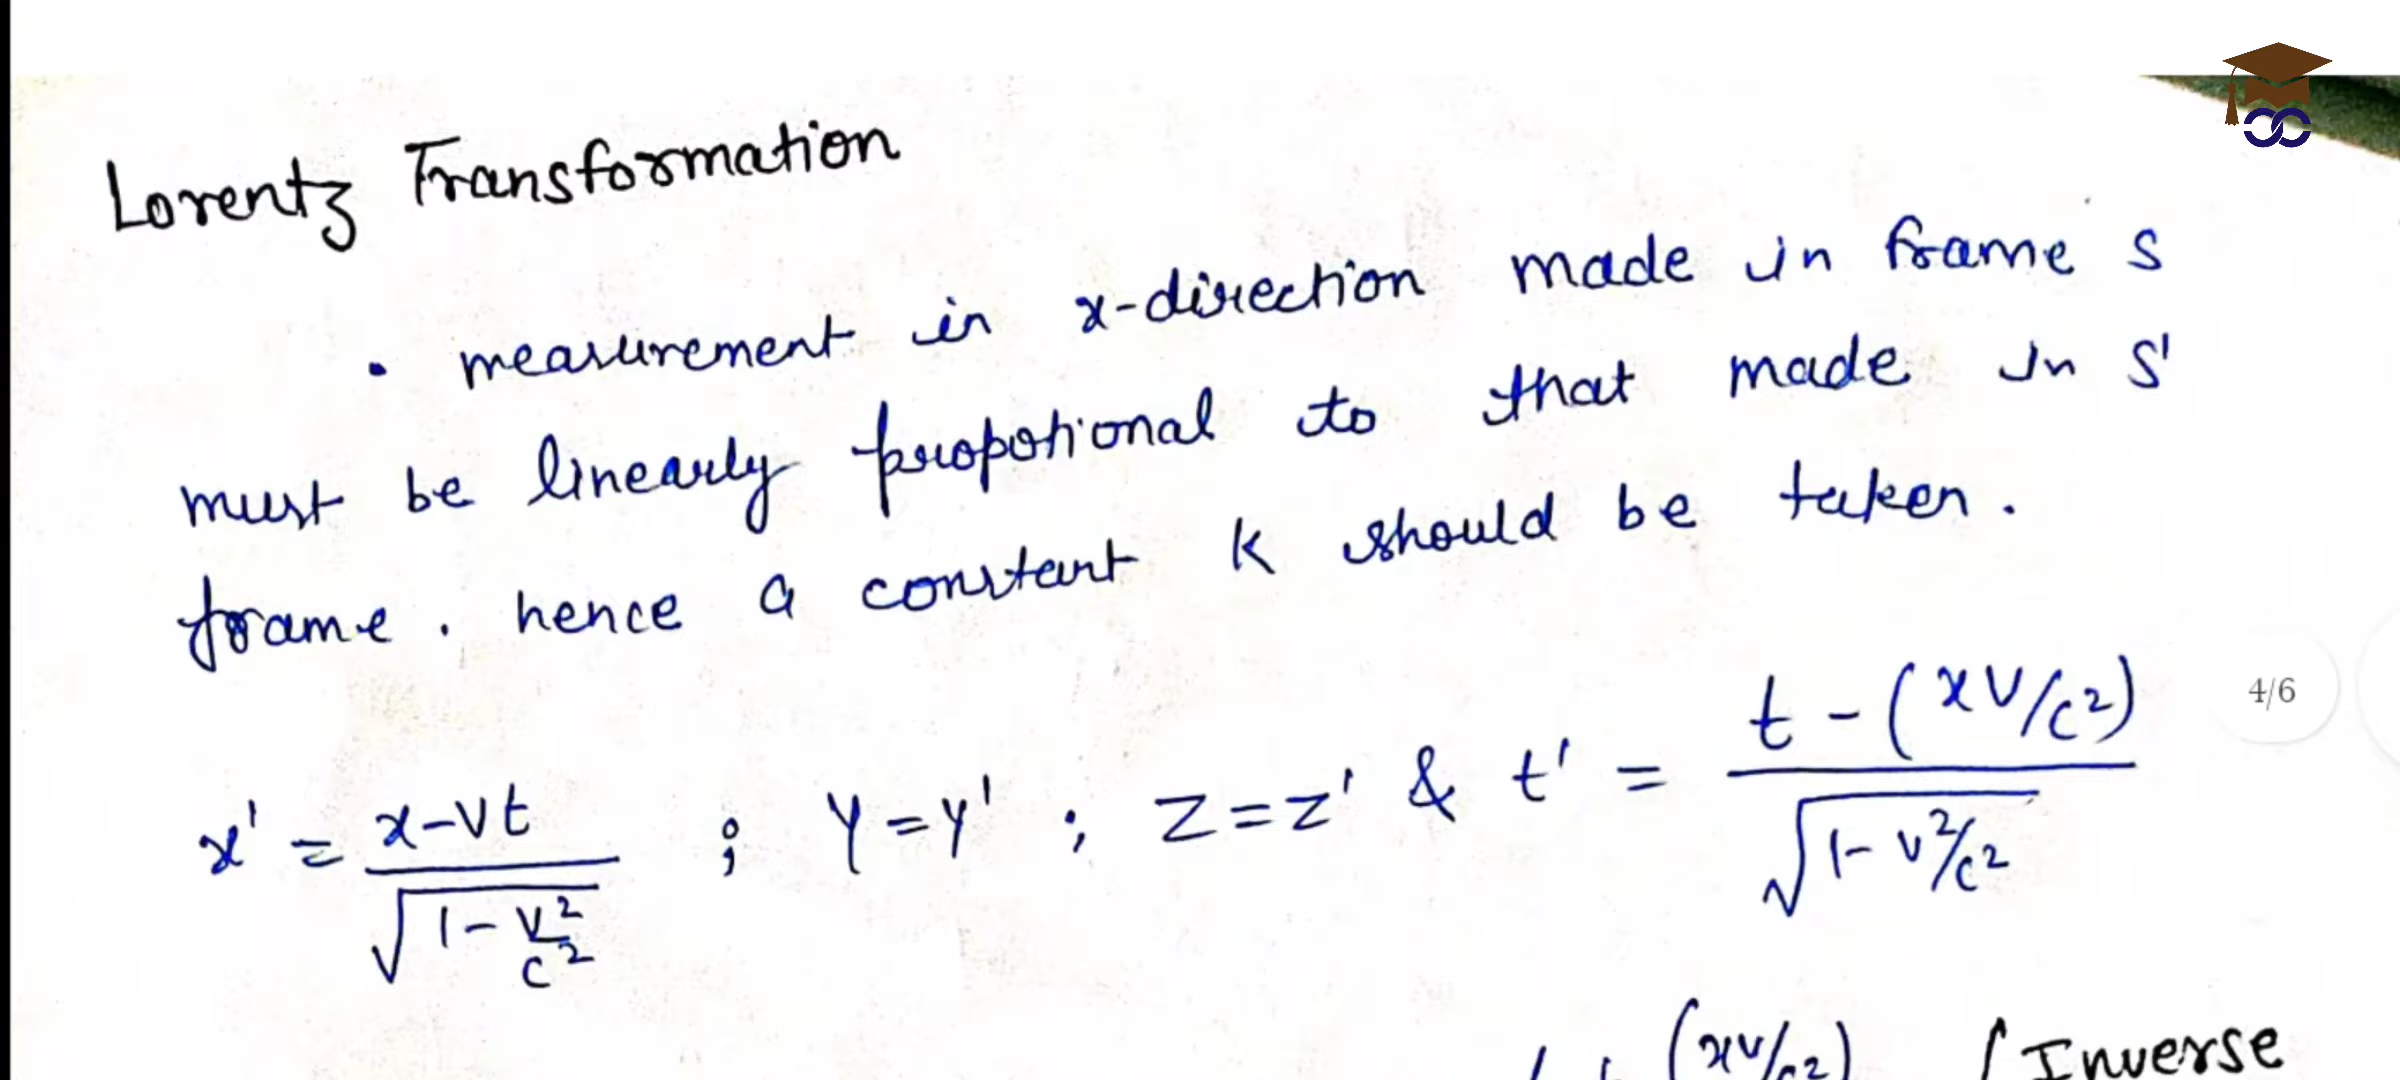 Lorentz Transformation
• measurement in x-direction made in frame S
must be linearly propotional to that made in S'
frame. hence a constant K should be taken.
4/6
x' = x-vt / √(1 - v²/c²) ; Y = Y' ; Z = Z' & t' = t - (xv/c²) / √(1 - v²/c²)
(xv/c²) (Inverse